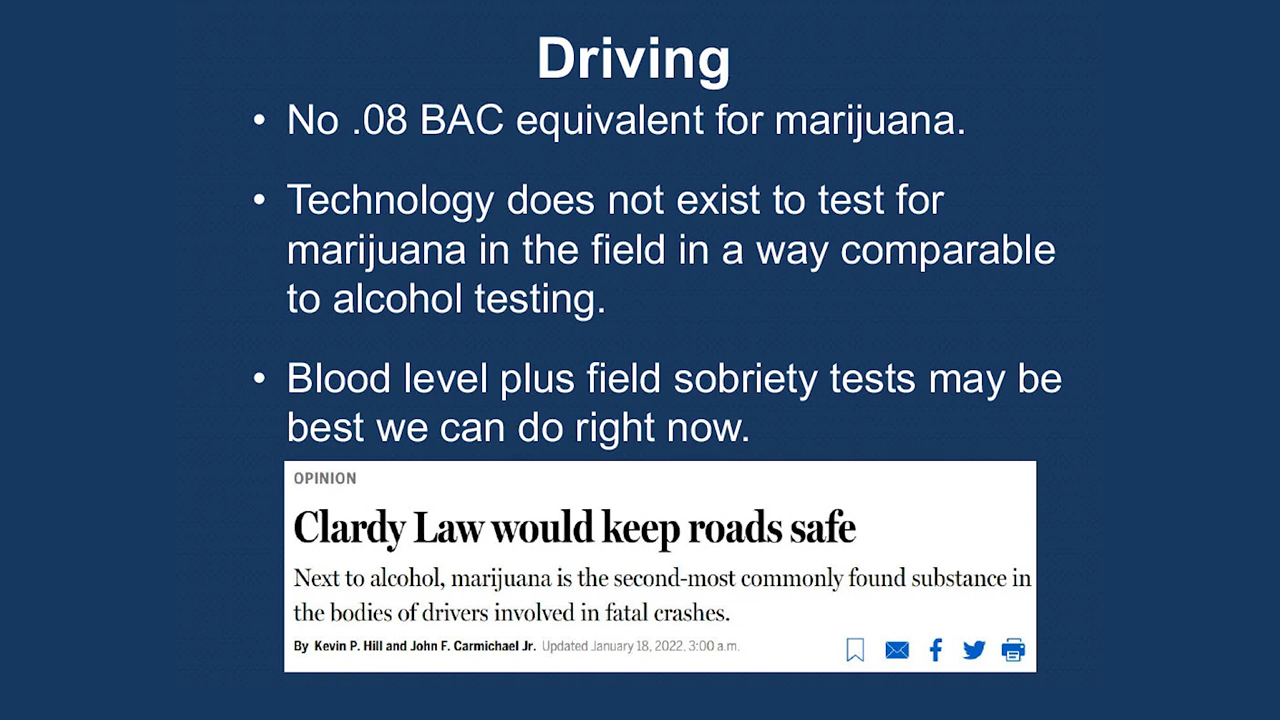 Driving
• No .08 BAC equivalent for marijuana.
• Technology does not exist to test for
marijuana in the field in a way comparable
to alcohol testing.
• Blood level plus field sobriety tests may be
best we can do right now.
OPINION
Clardy Law would keep roads safe
Next to alcohol, marijuana is the second-most commonly found substance in
the bodies of drivers involved in fatal crashes.
By Kevin P. Hill and John F. Carmichael Jr. Updated January 18, 2022, 3:00 a.m.